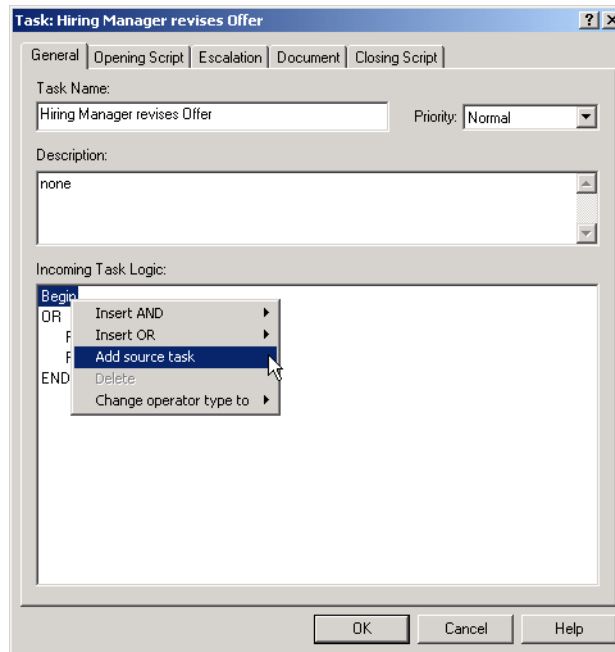 Task: Hiring Manager revises Offer
General Opening Script Escalation Document Closing Script
Task Name:
Hiring Manager revises Offer
Priority: Normal
Description:
none
Incoming Task Logic:
Begin
OR
Insert AND
Insert OR
Add source task
END
Delete
Change operator type to
OK Cancel Help